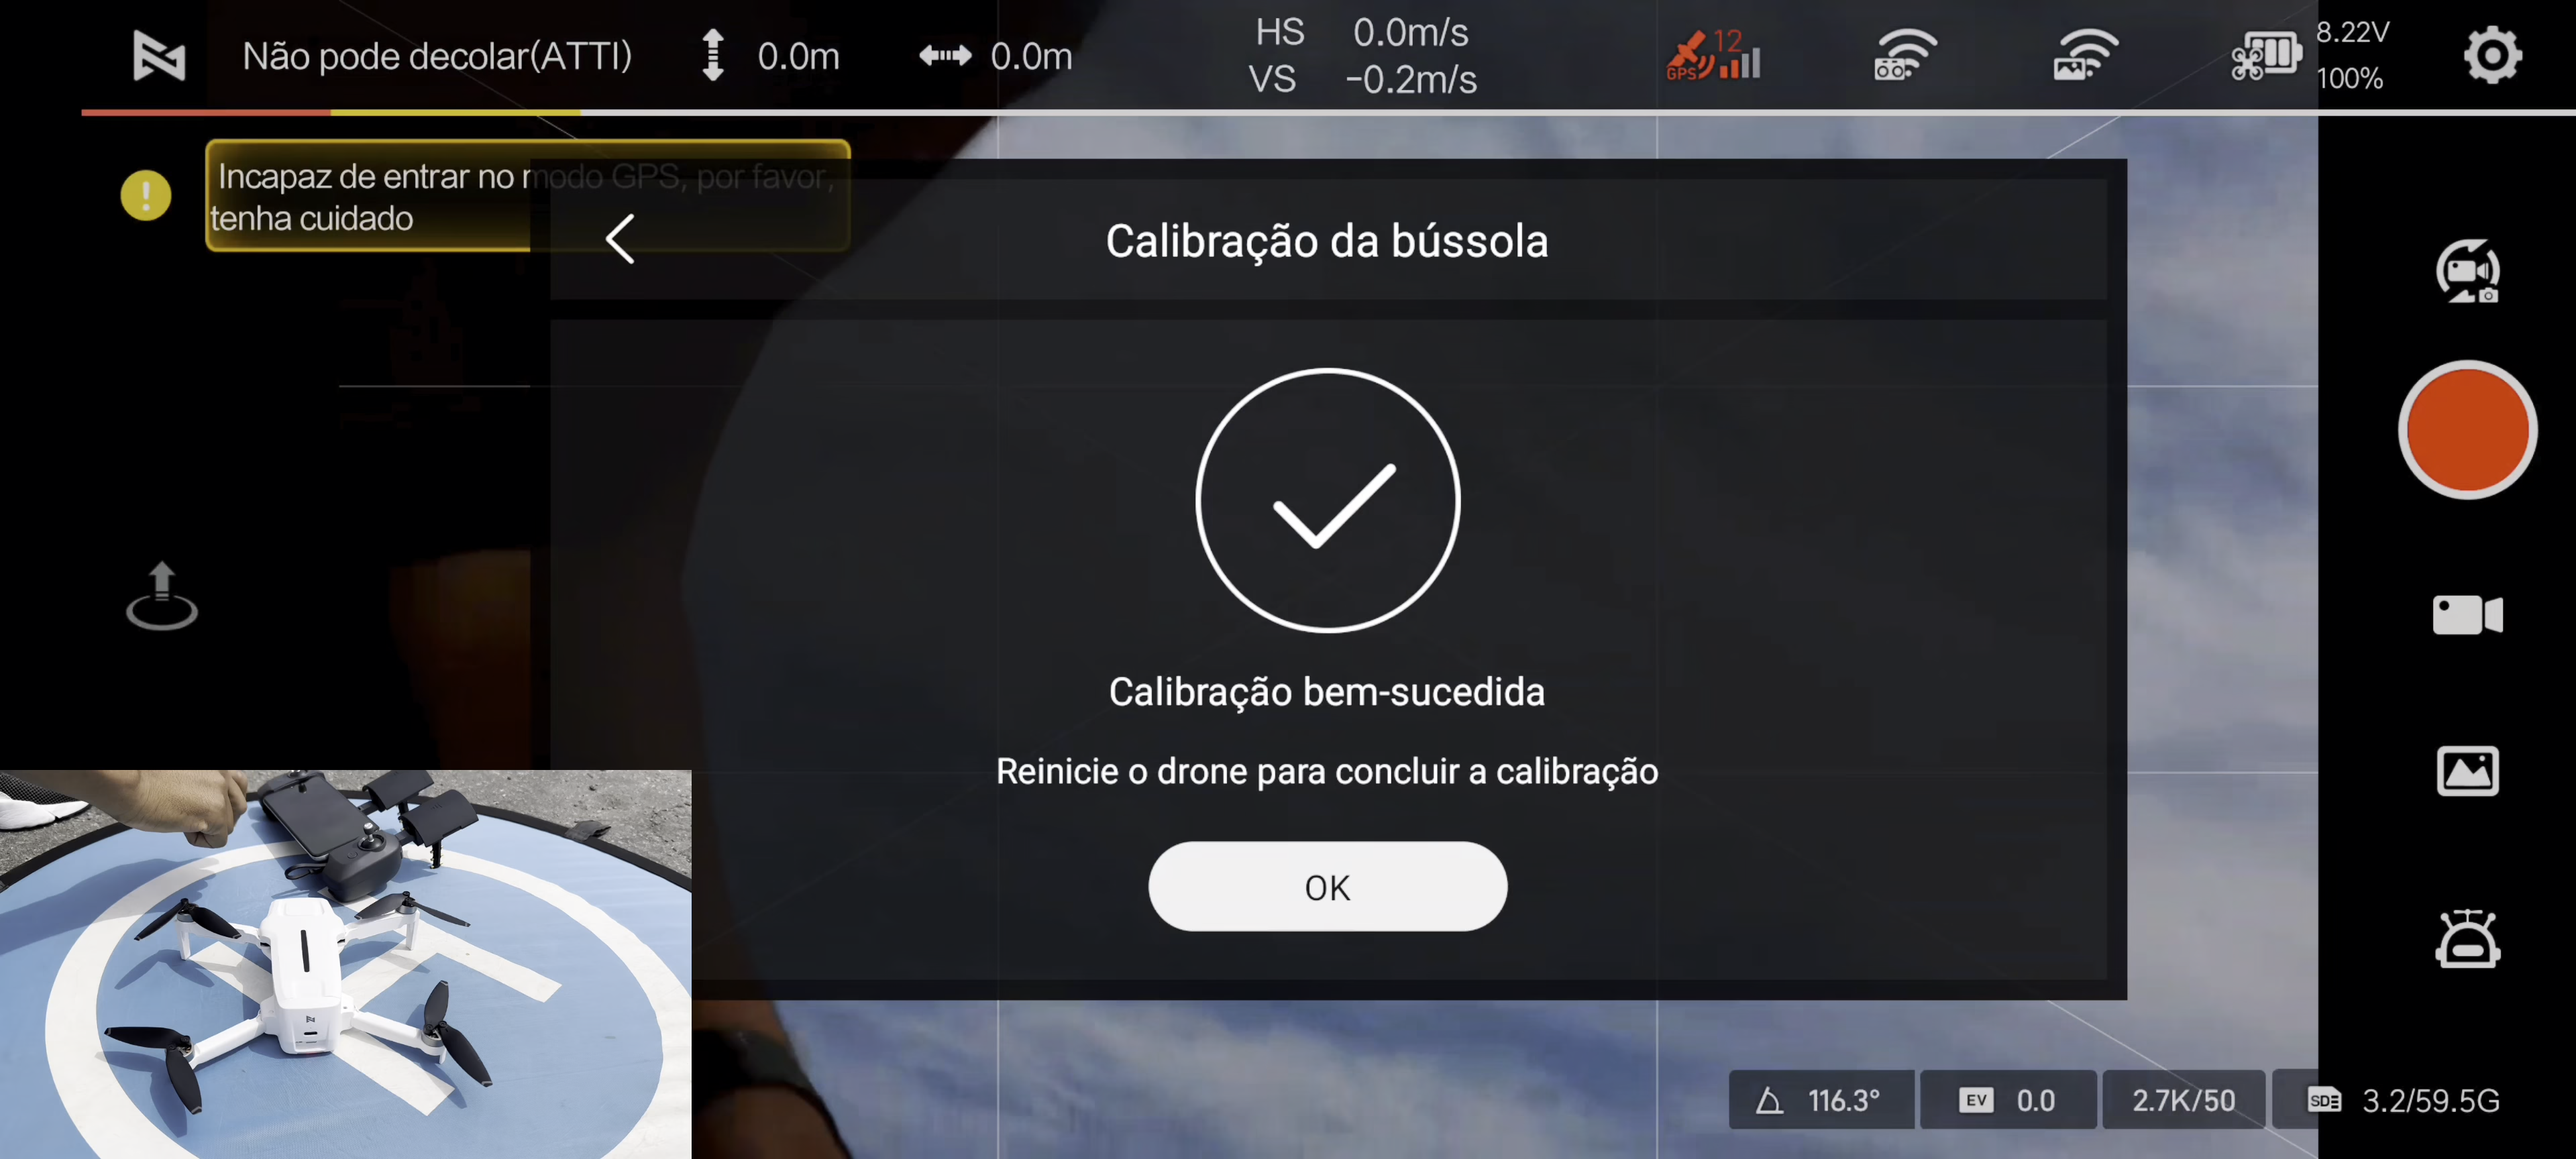 Não pode decolar(ATTI)
0.0m
0.0m
HS 0.0m/s
VS -0.2m/s
GPS
12
8.22V
100%
Incapaz de entrar no modo GPS, por favor,
tenha cuidado
Calibração da bússola
Calibração bem-sucedida
Reinicie o drone para concluir a calibração
OK
116.3°
EV 0.0
2.7K/50
SD 3.2/59.5G